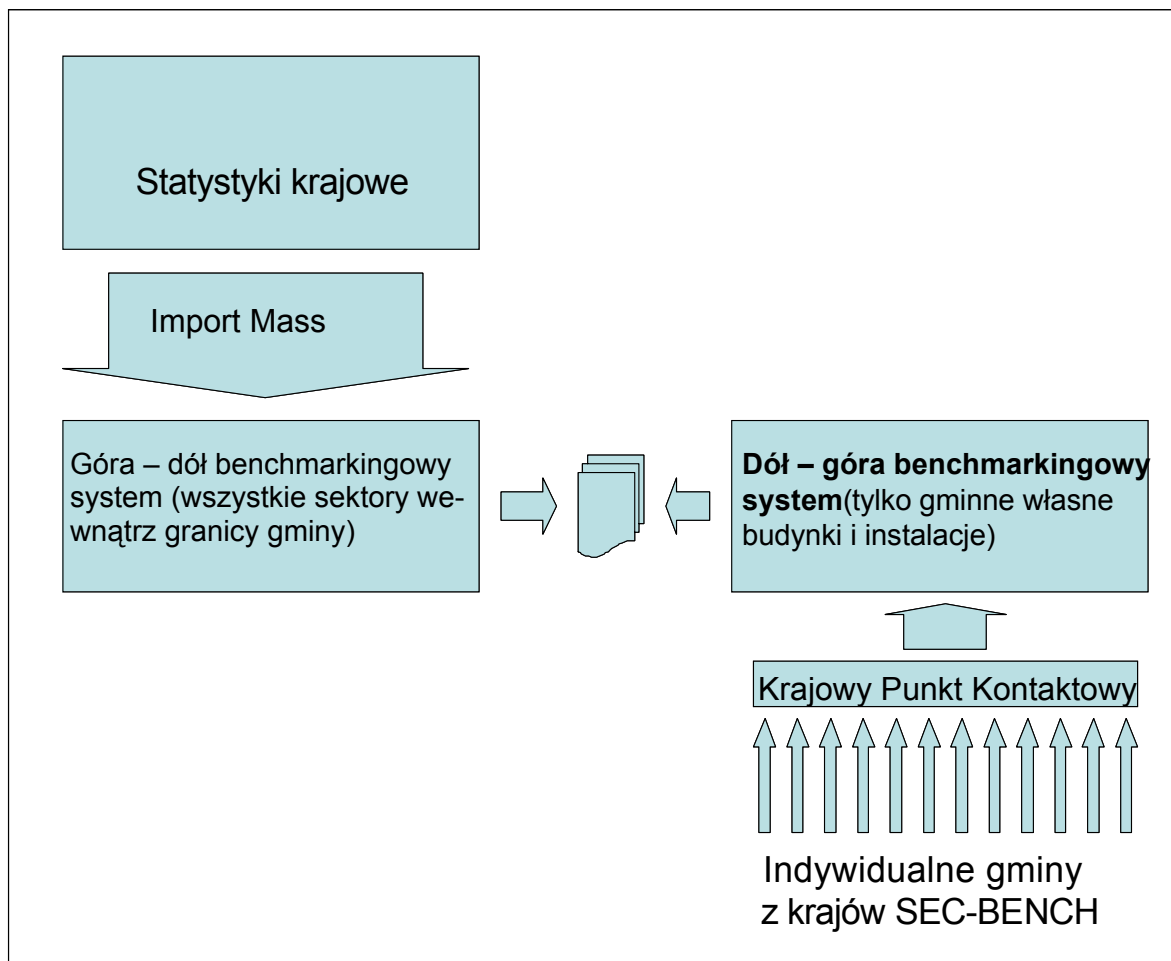 Statystyki krajowe
Import Mass
Góra – dół benchmarkingowy
system (wszystkie sektory we-
wnątrz granicy gminy)
Dół – góra benchmarkingowy
system(tylko gminne własne
budynki i instalacje)
Krajowy Punkt Kontaktowy
Indywidualne gminy
z krajów SEC-BENCH